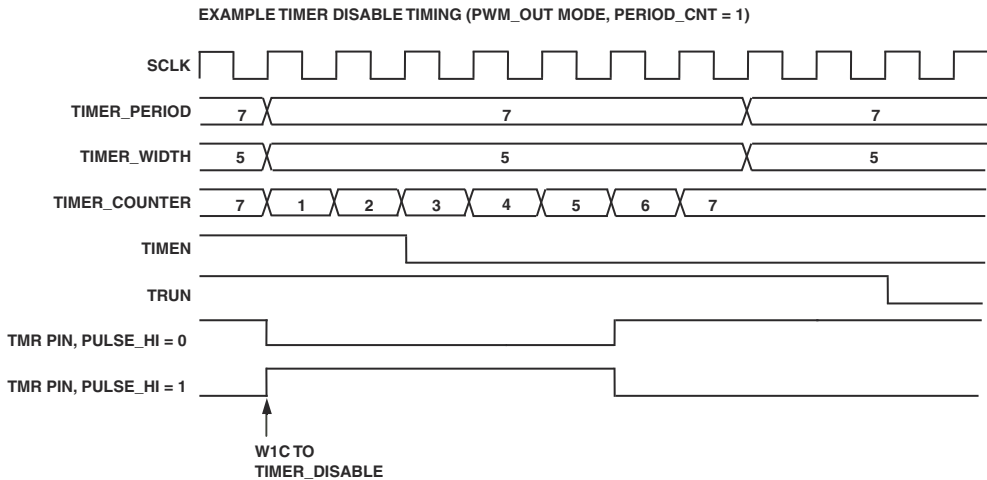 EXAMPLE TIMER DISABLE TIMING (PWM_OUT MODE, PERIOD_CNT = 1)
SCLK
TIMER_PERIOD 7 7 7
TIMER_WIDTH 5 5 5
TIMER_COUNTER 7 1 2 3 4 5 6 7
TIMEN
TRUN
TMR PIN, PULSE_HI = 0
TMR PIN, PULSE_HI = 1
W1C TO
TIMER_DISABLE